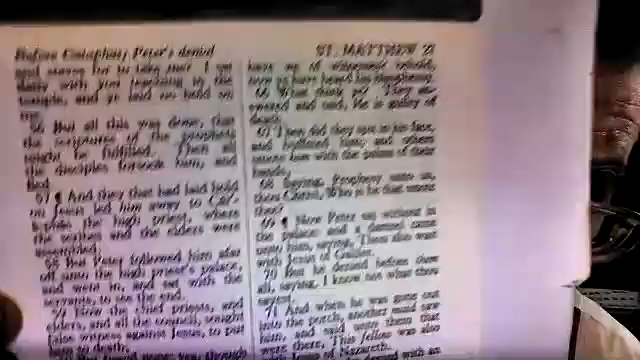 Before Caiaphas, Peter's denial
and staves for to take me? I sat
daily with you teaching in the
temple, and ye laid no hold on
me.
56 But all this was done, that
the scriptures of the prophets
might be fulfilled. Then all
the disciples forsook him, and
fled.
57 ¶ And they that had laid hold
on Jesus led him away to Ca-
the high priest, where
the scribes and the elders were
assembled.
58 But Peter followed him afar
off unto the high priest's palace,
and went in, and sat with the
servants, to see the end.
59 Now the chief priests, and
elders, and all the council, sought
false witness against Jesus, to put
him to death;
ST. MATTHEW
have we of witnesses? behold,
now ye have heard his blasphemy.
66 What think ye? They an-
swered and said, He is guilty of
death.
67 Then did they spit in his face,
and buffeted him; and others
smote him with the palms of their
hands,
68 Saying, Prophesy unto us,
thou Christ, Who is he that smote
thee?
69 ¶ Now Peter sat without in
the palace: and a damsel came
unto him, saying, Thou also wast
with Jesus of Galilee.
70 But he denied before them
all, saying, I know not what thou
sayest.
71 And when he was gone out
into the porch, another maid saw
him, and said unto them that
were there, This fellow was also
with Jesus of Nazareth.